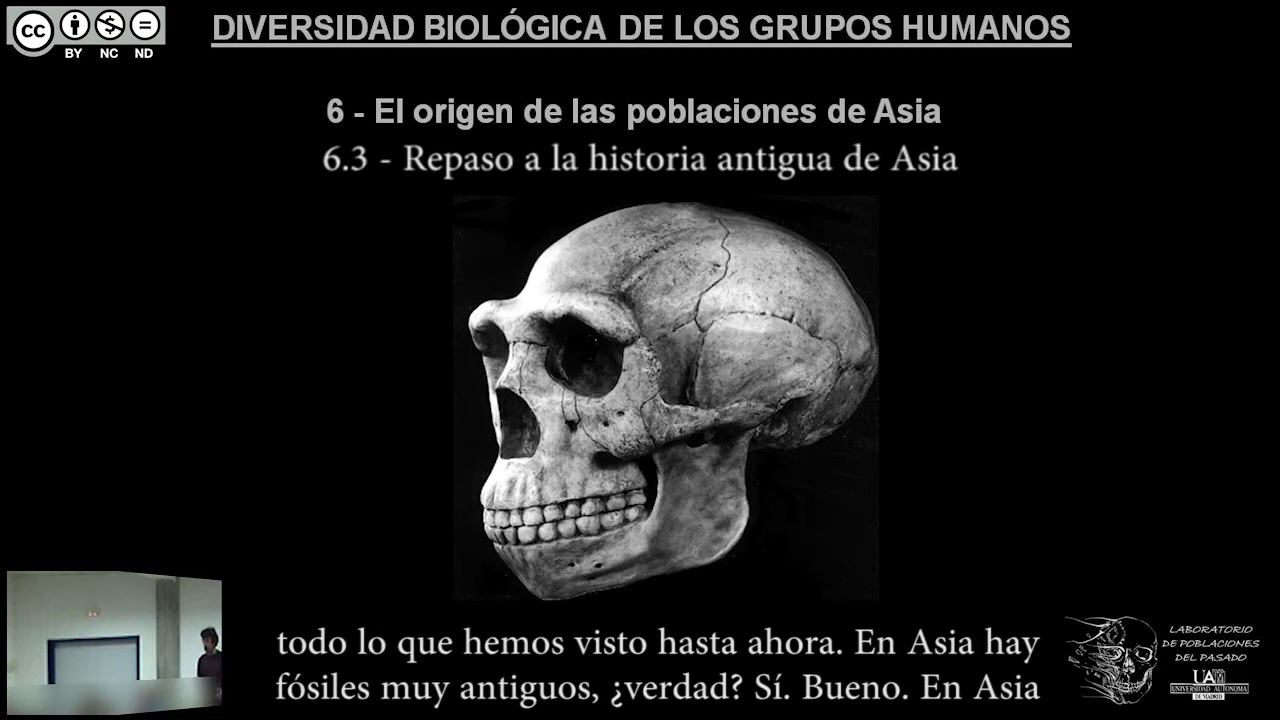 cc
BY NC ND
DIVERSIDAD BIOLÓGICA DE LOS GRUPOS HUMANOS
6 - El origen de las poblaciones de Asia
6.3 - Repaso a la historia antigua de Asia
todo lo que hemos visto hasta ahora. En Asia hay
fósiles muy antiguos, ¿verdad? Sí. Bueno. En Asia
LABORATORIO
DE POBLACIONES
DEL PASADO
UAM
UNIVERSIDAD AUTONOMA
DE MADRID